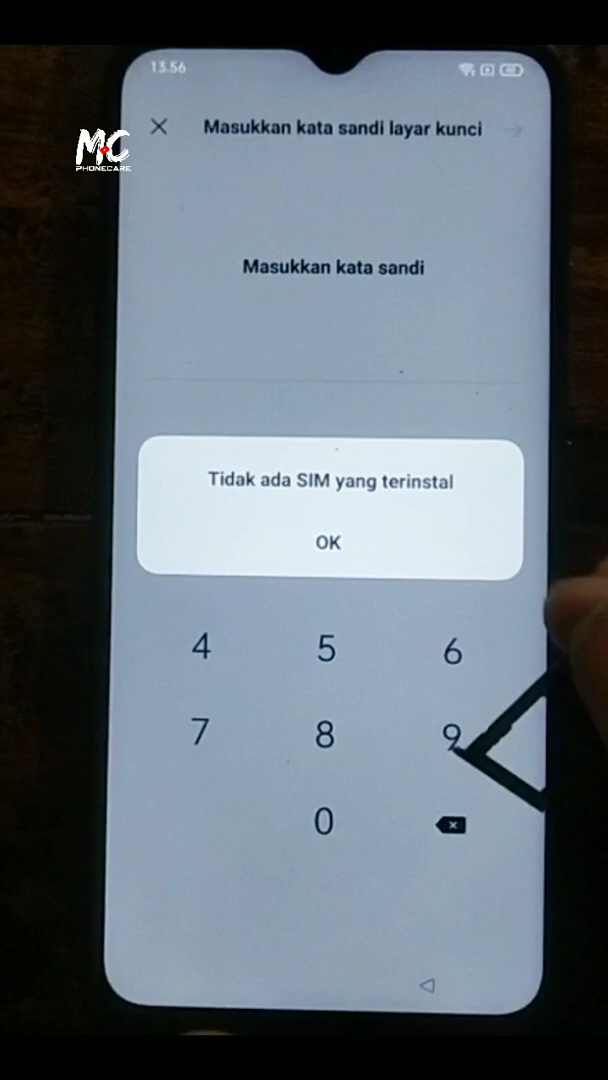 13.56
Masukkan kata sandi layar kunci
MC
PHONECARE
Masukkan kata sandi
Tidak ada SIM yang terinstal
OK
4 5 6
7 8 9
0